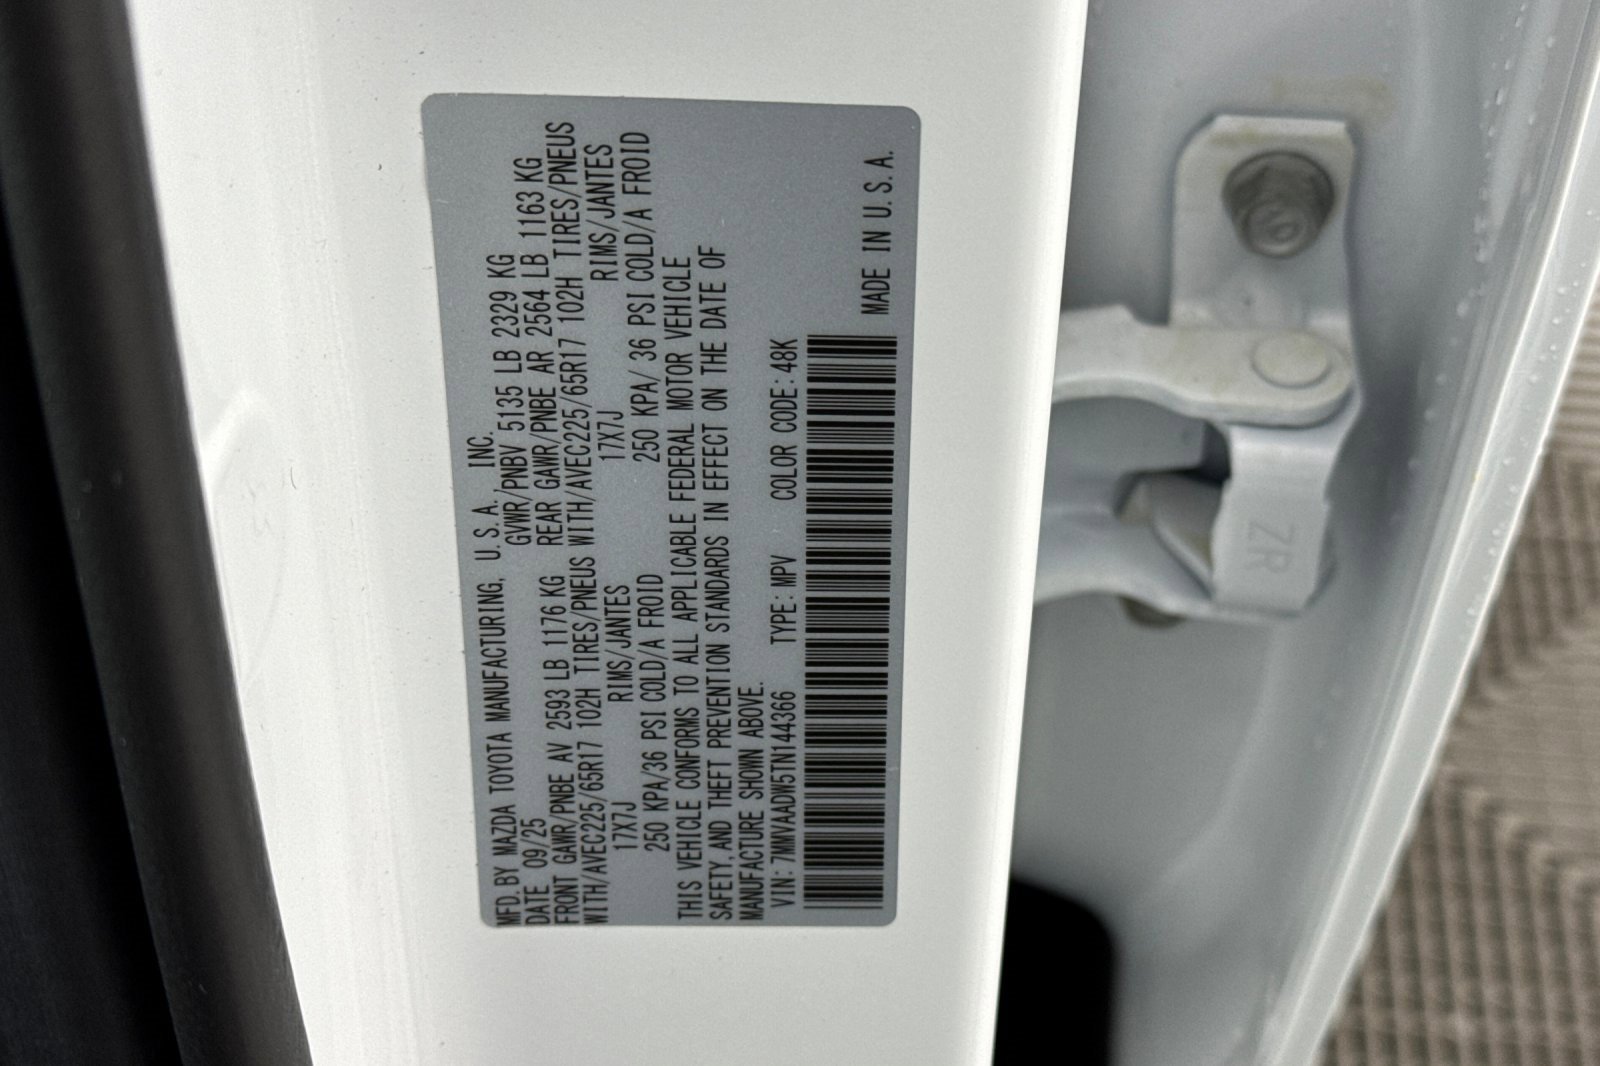 MFD. BY MAZDA TOYOTA MANUFACTURING, U. S. A. INC.
DATE 09/25 GVWR/PNBV 5135 LB 2329 KG
FRONT GAWR/PNBE AV 2593 LB 1176 KG REAR GAWR/PNBE AR 2564 LB 1163 KG
WITH/AVEC225/65R17 102H TIRES/PNEUS WITH/AVEC225/65R17 102H TIRES/PNEUS
17X7J RIMS/JANTES 17X7J RIMS/JANTES
250 KPA/36 PSI COLD/A FROID 250 KPA/ 36 PSI COLD/A FROID
THIS VEHICLE CONFORMS TO ALL APPLICABLE FEDERAL MOTOR VEHICLE
SAFETY, AND THEFT PREVENTION STANDARDS IN EFFECT ON THE DATE OF
MANUFACTURE SHOWN ABOVE.
VIN: 7MMVAADW5TN144366 TYPE: MPV COLOR CODE: 48K
MADE IN U. S. A.
ZR